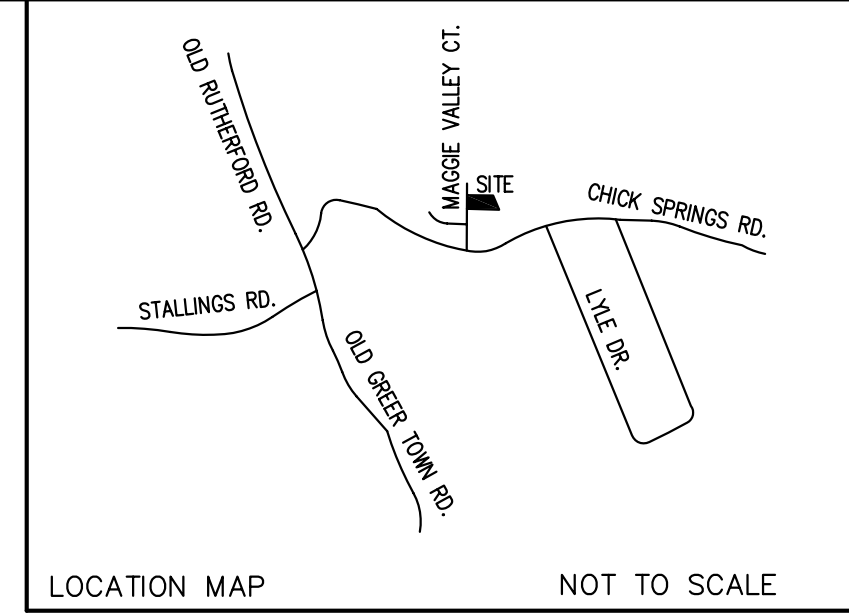 OLD RUTHERFORD RD.
MAGGIE VALLEY CT.
SITE
CHICK SPRINGS RD.
STALLINGS RD.
LYLE DR.
OLD GREER TOWN RD.
LOCATION MAP
NOT TO SCALE